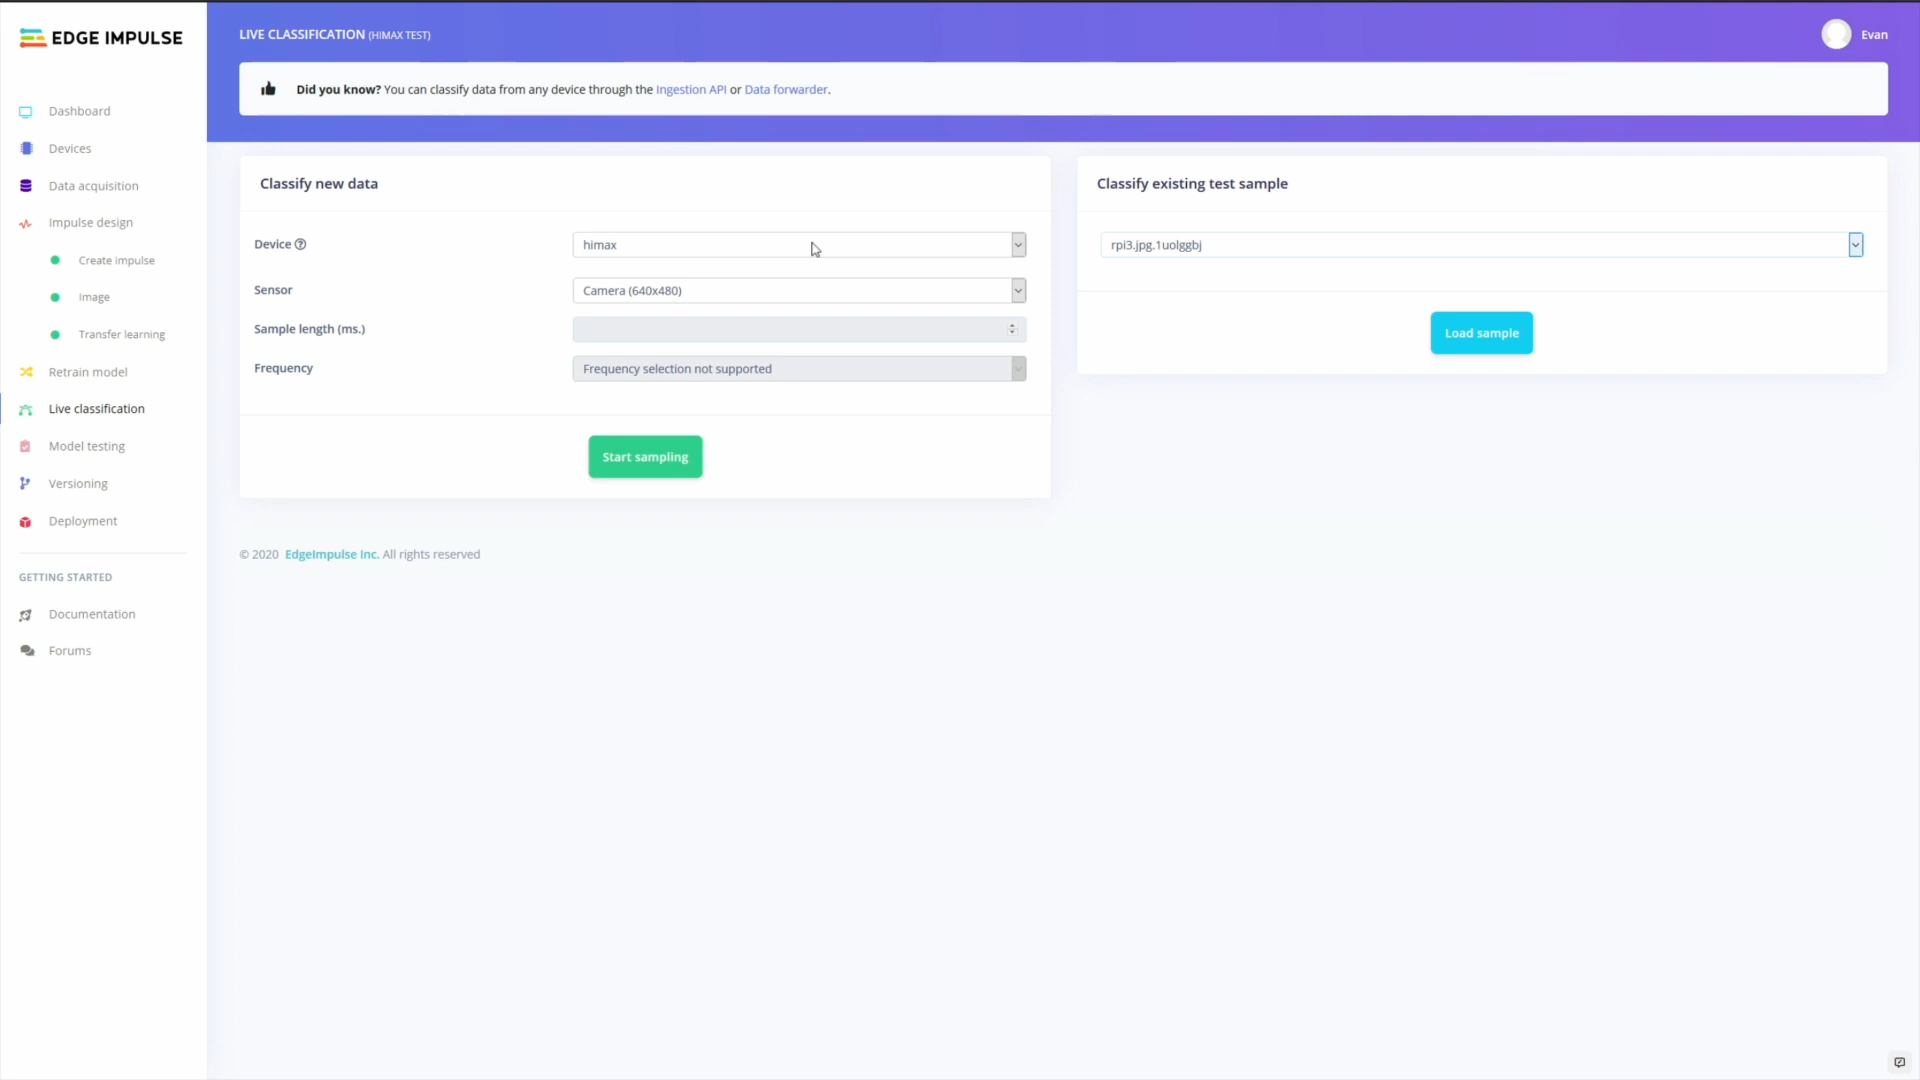 EDGE IMPULSE
Dashboard
Devices
Data acquisition
Impulse design
Create impulse
Image
Transfer learning
Retrain model
Live classification
Model testing
Versioning
Deployment
GETTING STARTED
Documentation
Forums
LIVE CLASSIFICATION (HIMAX TEST)
Evan
Did you know? You can classify data from any device through the Ingestion API or Data forwarder.
Classify new data
Device ?
himax
Sensor
Camera (640x480)
Sample length (ms.)
Frequency
Frequency selection not supported
Start sampling
Classify existing test sample
rpi3.jpg.1uolggbj
Load sample
© 2020 EdgeImpulse Inc. All rights reserved